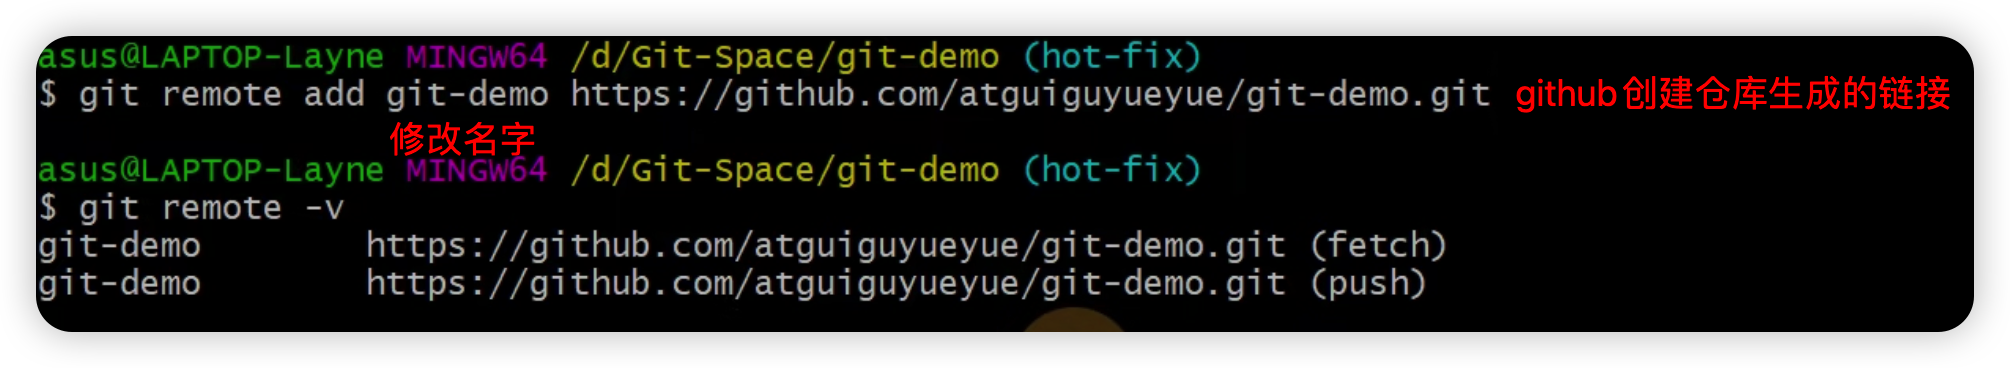 asus@LAPTOP-Layne MINGW64 /d/Git-Space/git-demo (hot-fix)
$ git remote add git-demo https://github.com/atguiguyueyue/git-demo.git github创建仓库生成的链接
修改名字
asus@LAPTOP-Layne MINGW64 /d/Git-Space/git-demo (hot-fix)
$ git remote -v
git-demo        https://github.com/atguiguyueyue/git-demo.git (fetch)
git-demo        https://github.com/atguiguyueyue/git-demo.git (push)